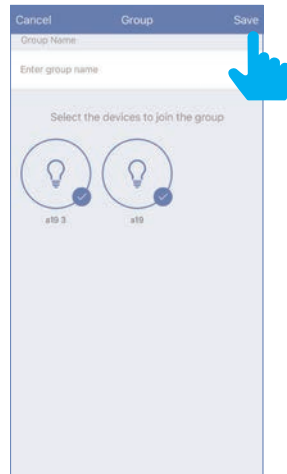 Cancel Group Save
Group Name
Enter group name
Select the devices to join the group
a19 3 a19